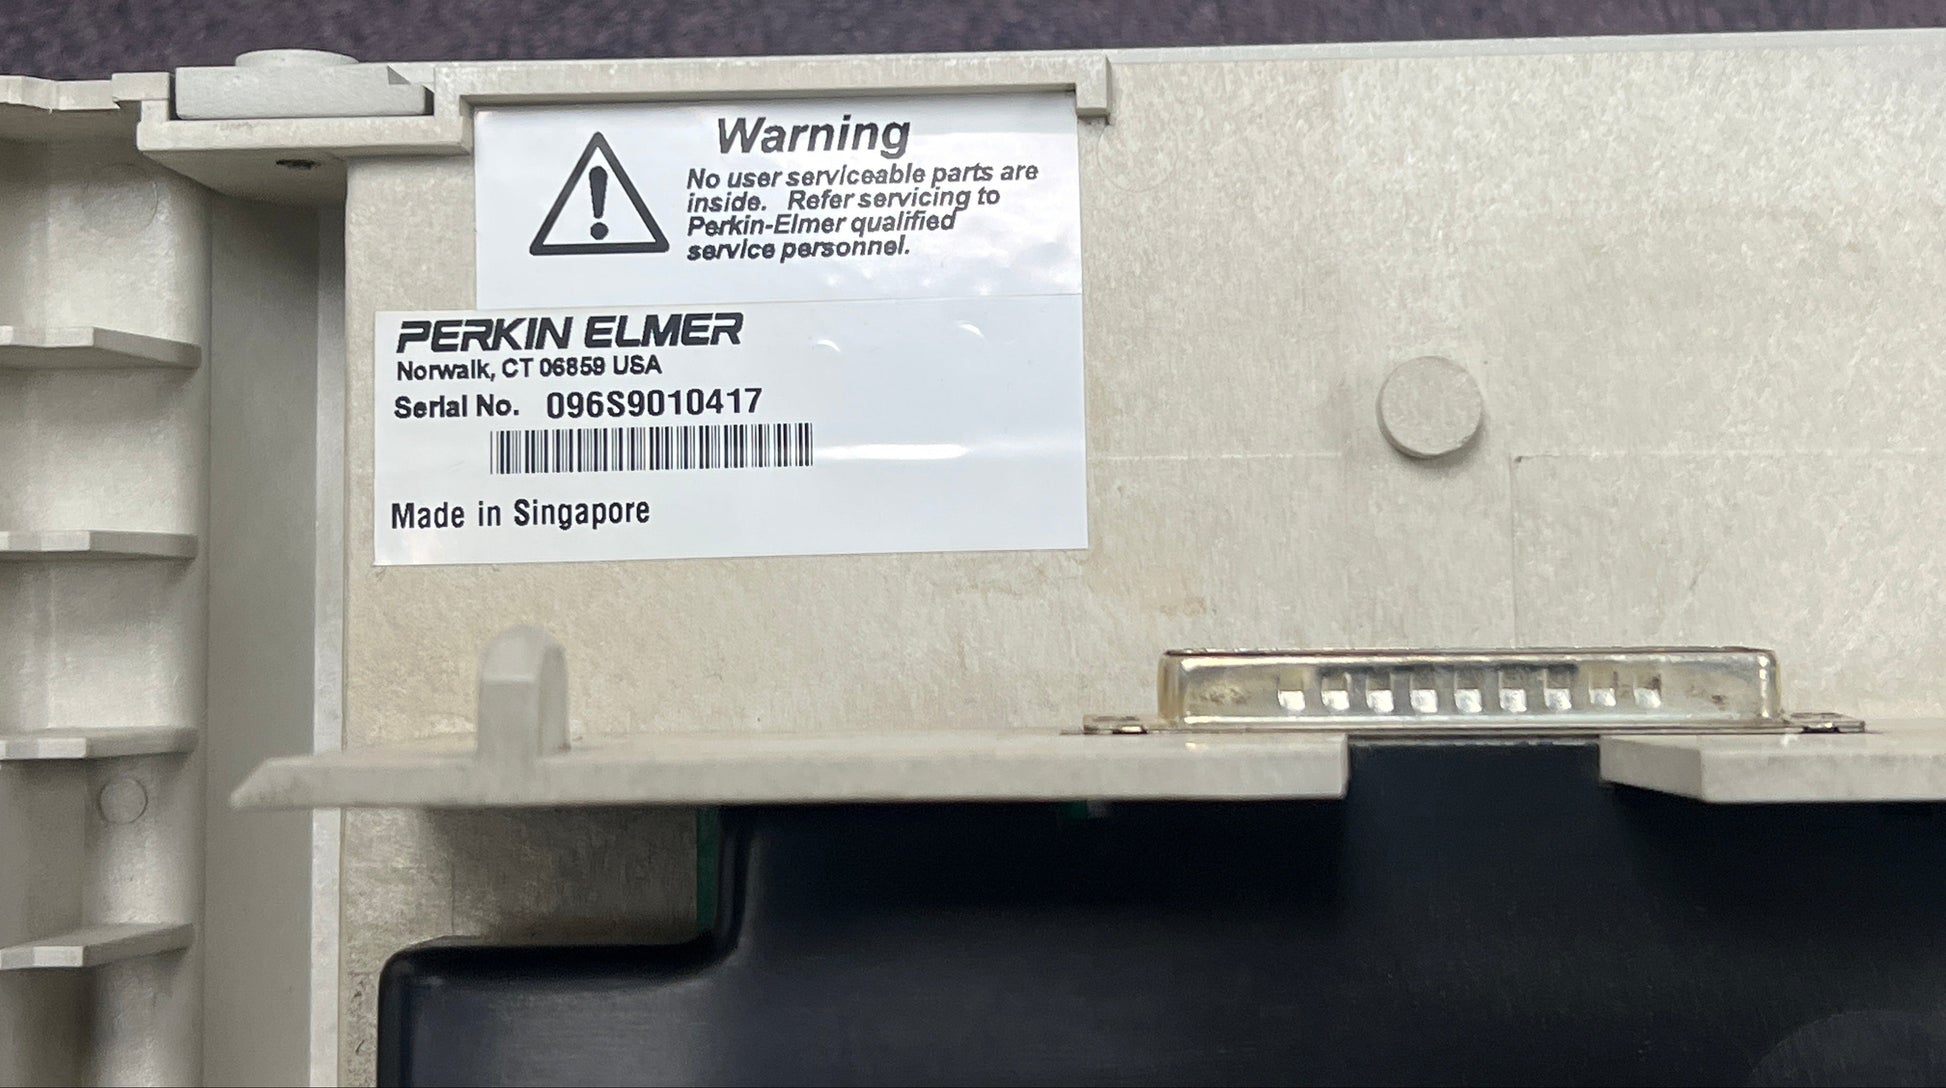 Warning
No user serviceable parts are
inside. Refer servicing to
Perkin-Elmer qualified
service personnel.
PERKIN ELMER
Norwalk, CT 06859 USA
Serial No. 096S9010417
Made in Singapore